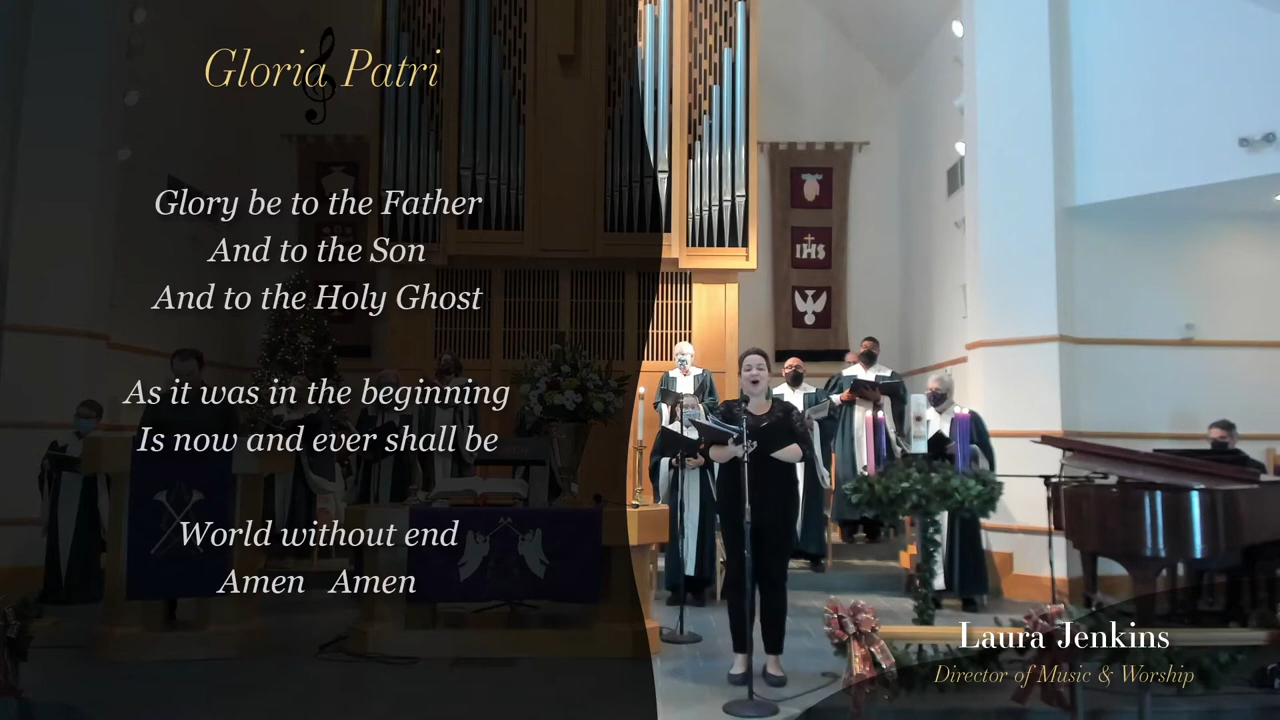 Gloria Patri
Glory be to the Father
And to the Son
And to the Holy Ghost
As it was in the beginning
Is now and ever shall be
World without end
Amen Amen
IHS
Laura Jenkins
Director of Music & Worship